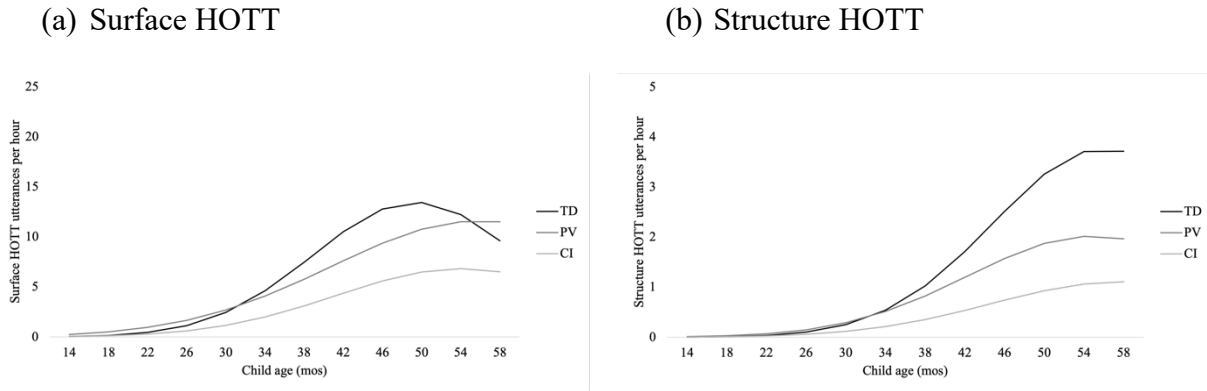 (a) Surface HOTT
25
20
15
10
5
0
Surface HOTT utterances per hour
14 18 22 26 30 34 38 42 46 50 54 58
Child age (mos)
TD
PV
CI
(b) Structure HOTT
5
4
3
2
1
0
Structure HOTT utterances per hour
14 18 22 26 30 34 38 42 46 50 54 58
Child age (mos)
TD
PV
CI